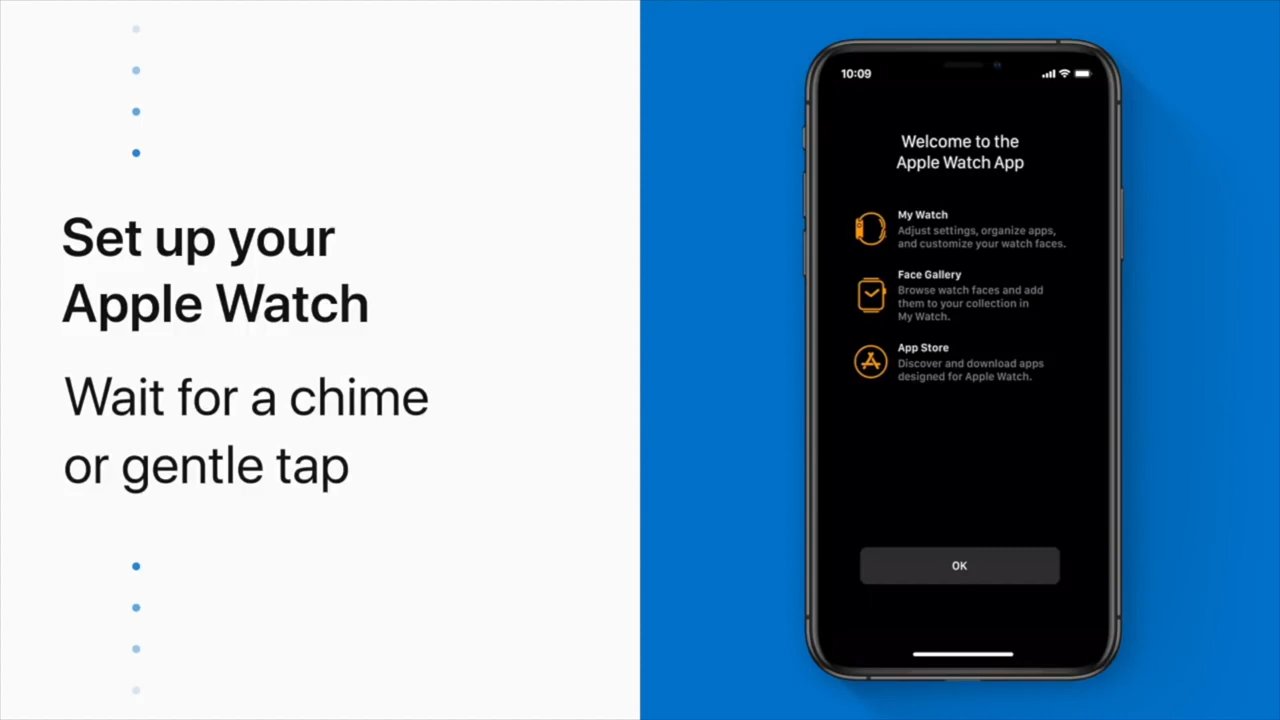 Set up your
Apple Watch
Wait for a chime
or gentle tap
10:09
Welcome to the
Apple Watch App
My Watch
Adjust settings, organize apps,
and customize your watch faces.
Face Gallery
Browse watch faces and add
them to your collection in
My Watch.
App Store
Discover and download apps
designed for Apple Watch.
OK